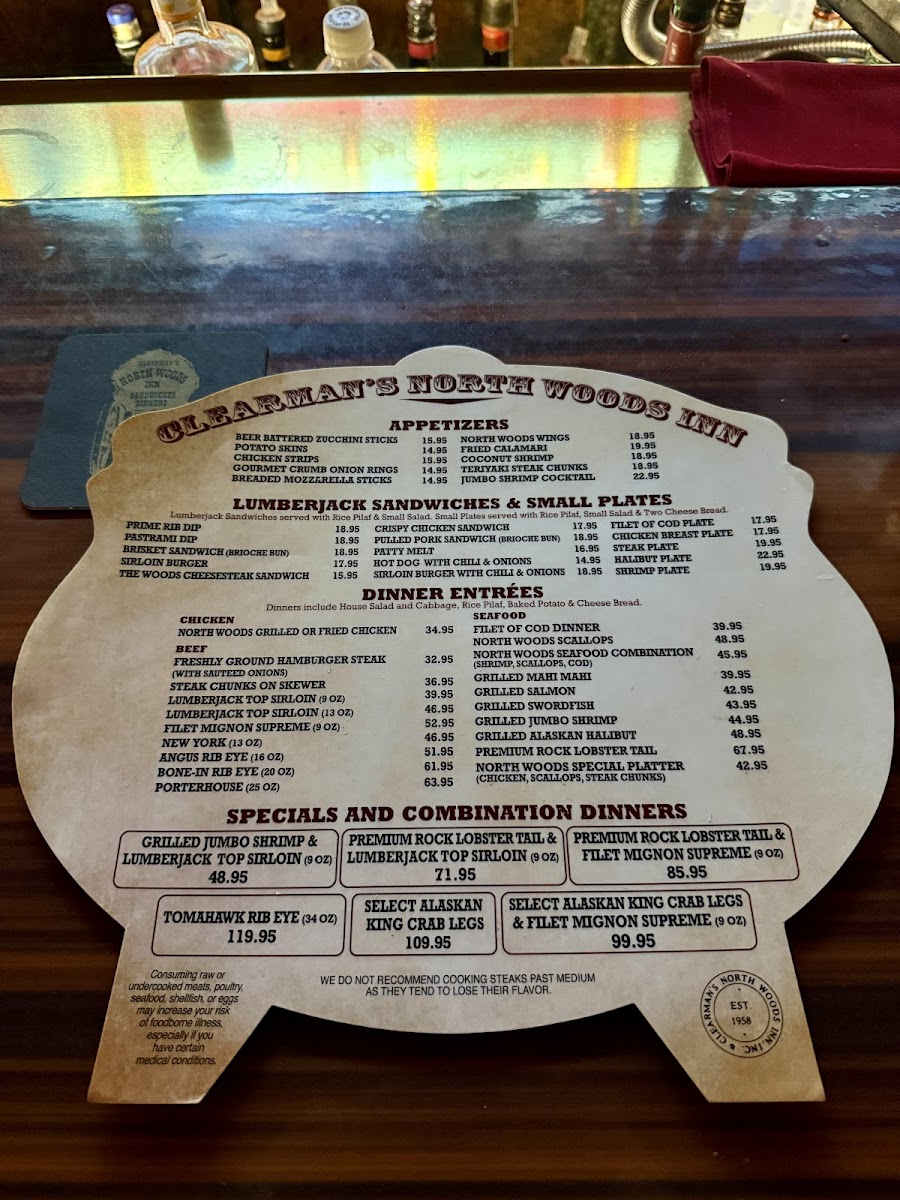 CLEARMAN'S
NORTH WOODS
INN
SANDWICHES
DINNERS
CLEARMAN'S NORTH WOODS INN
APPETIZERS
BEER BATTERED ZUCCHINI STICKS 15.95
POTATO SKINS 14.95
CHICKEN STRIPS 15.95
GOURMET CRUMB ONION RINGS 14.95
BREADED MOZZARELLA STICKS 14.95
NORTH WOODS WINGS 18.95
FRIED CALAMARI 19.95
COCONUT SHRIMP 18.95
TERIYAKI STEAK CHUNKS 18.95
JUMBO SHRIMP COCKTAIL 22.95
LUMBERJACK SANDWICHES & SMALL PLATES
Lumberjack Sandwiches served with Rice Pilaf & Small Salad. Small Plates served with Rice Pilaf, Small Salad & Two Cheese Bread.
PRIME RIB DIP 18.95
PASTRAMI DIP 18.95
BRISKET SANDWICH (BRIOCHE BUN) 18.95
SIRLOIN BURGER 17.95
THE WOODS CHEESESTEAK SANDWICH 15.95
CRISPY CHICKEN SANDWICH 17.95
PULLED PORK SANDWICH (BRIOCHE BUN) 18.95
PATTY MELT 16.95
HOT DOG WITH CHILI & ONIONS 14.95
SIRLOIN BURGER WITH CHILI & ONIONS 18.95
FILET OF COD PLATE 17.95
CHICKEN BREAST PLATE 17.95
STEAK PLATE 19.95
HALIBUT PLATE 22.95
SHRIMP PLATE 19.95
DINNER ENTRÉES
Dinners include House Salad and Cabbage, Rice Pilaf, Baked Potato & Cheese Bread.
CHICKEN
NORTH WOODS GRILLED OR FRIED CHICKEN 34.95
BEEF
FRESHLY GROUND HAMBURGER STEAK 32.95
(WITH SAUTEED ONIONS)
STEAK CHUNKS ON SKEWER 36.95
LUMBERJACK TOP SIRLOIN (9 OZ) 39.95
LUMBERJACK TOP SIRLOIN (13 OZ) 46.95
FILET MIGNON SUPREME (9 OZ) 52.95
NEW YORK (13 OZ) 46.95
ANGUS RIB EYE (16 OZ) 51.95
BONE-IN RIB EYE (20 OZ) 61.95
PORTERHOUSE (25 OZ) 63.95
SEAFOOD
FILET OF COD DINNER 39.95
NORTH WOODS SCALLOPS 48.95
NORTH WOODS SEAFOOD COMBINATION 45.95
(SHRIMP, SCALLOPS, COD)
GRILLED MAHI MAHI 39.95
GRILLED SALMON 42.95
GRILLED SWORDFISH 43.95
GRILLED JUMBO SHRIMP 44.95
GRILLED ALASKAN HALIBUT 48.95
PREMIUM ROCK LOBSTER TAIL 67.95
NORTH WOODS SPECIAL PLATTER 42.95
(CHICKEN, SCALLOPS, STEAK CHUNKS)
SPECIALS AND COMBINATION DINNERS
GRILLED JUMBO SHRIMP &
LUMBERJACK TOP SIRLOIN (9 OZ)
48.95
PREMIUM ROCK LOBSTER TAIL &
LUMBERJACK TOP SIRLOIN (9 OZ)
71.95
PREMIUM ROCK LOBSTER TAIL &
FILET MIGNON SUPREME (9 OZ)
85.95
TOMAHAWK RIB EYE (34 OZ)
119.95
SELECT ALASKAN
KING CRAB LEGS
109.95
SELECT ALASKAN KING CRAB LEGS
& FILET MIGNON SUPREME (9 OZ)
99.95
Consuming raw or
undercooked meats, poultry,
seafood, shellfish, or eggs
may increase your risk
of foodborne illness,
especially if you
have certain
medical conditions.
WE DO NOT RECOMMEND COOKING STEAKS PAST MEDIUM
AS THEY TEND TO LOSE THEIR FLAVOR.
CLEARMAN'S NORTH WOODS INN, INC.
EST.
1958